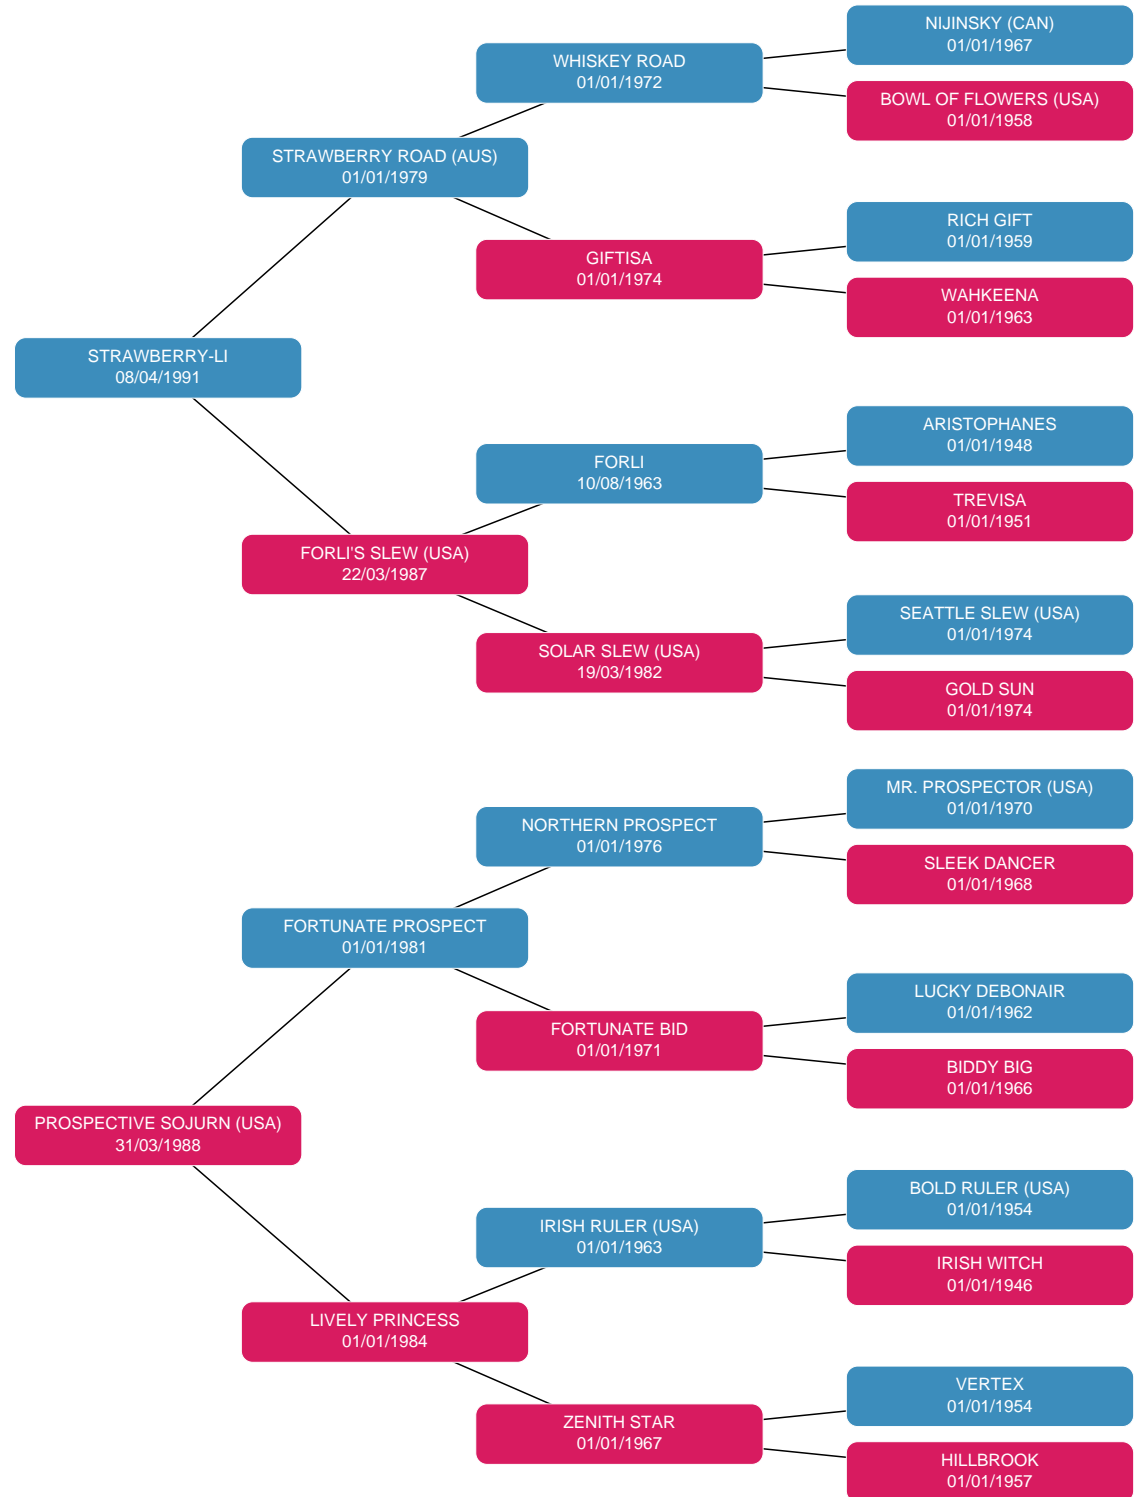 NIJINSKY (CAN)
01/01/1967
WHISKEY ROAD
01/01/1972
BOWL OF FLOWERS (USA)
01/01/1958
STRAWBERRY ROAD (AUS)
01/01/1979
RICH GIFT
01/01/1959
GIFTISA
01/01/1974
WAHKEENA
01/01/1963
STRAWBERRY-LI
08/04/1991
ARISTOPHANES
01/01/1948
FORLI
10/08/1963
TREVISA
01/01/1951
FORLI'S SLEW (USA)
22/03/1987
SEATTLE SLEW (USA)
01/01/1974
SOLAR SLEW (USA)
19/03/1982
GOLD SUN
01/01/1974
MR. PROSPECTOR (USA)
01/01/1970
NORTHERN PROSPECT
01/01/1976
SLEEK DANCER
01/01/1968
FORTUNATE PROSPECT
01/01/1981
LUCKY DEBONAIR
01/01/1962
FORTUNATE BID
01/01/1971
BIDDY BIG
01/01/1966
PROSPECTIVE SOJURN (USA)
31/03/1988
BOLD RULER (USA)
01/01/1954
IRISH RULER (USA)
01/01/1963
IRISH WITCH
01/01/1946
LIVELY PRINCESS
01/01/1984
VERTEX
01/01/1954
ZENITH STAR
01/01/1967
HILLBROOK
01/01/1957